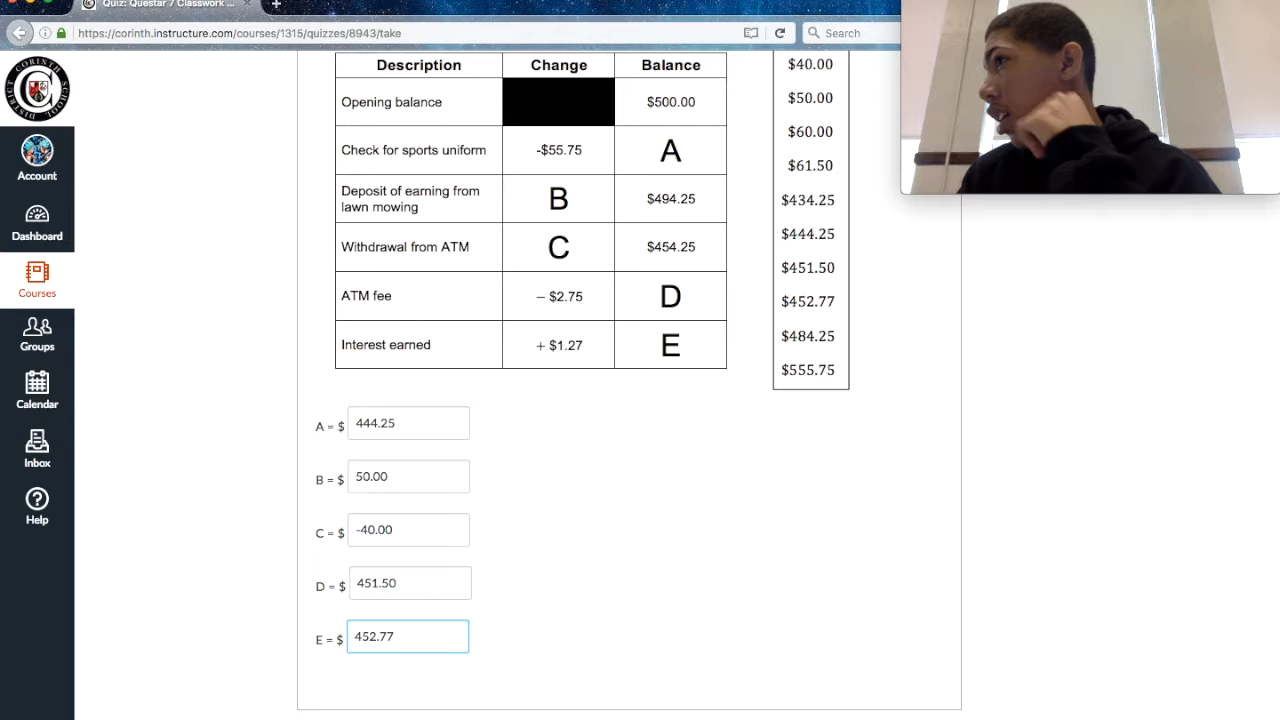 Quiz: Questar 7 Classwork ...
https://corinth.instructure.com/courses/1315/quizzes/8943/take
Search
CORINTH
SCHOOL
DISTRICT
C
Account
Dashboard
Courses
Groups
Calendar
Inbox
Help
Description Change Balance
Opening balance $500.00
Check for sports uniform -$55.75 A
Deposit of earning from
lawn mowing B $494.25
Withdrawal from ATM C $454.25
ATM fee – $2.75 D
Interest earned + $1.27 E
$40.00
$50.00
$60.00
$61.50
$434.25
$444.25
$451.50
$452.77
$484.25
$555.75
A = $ 444.25
B = $ 50.00
C = $ -40.00
D = $ 451.50
E = $ 452.77